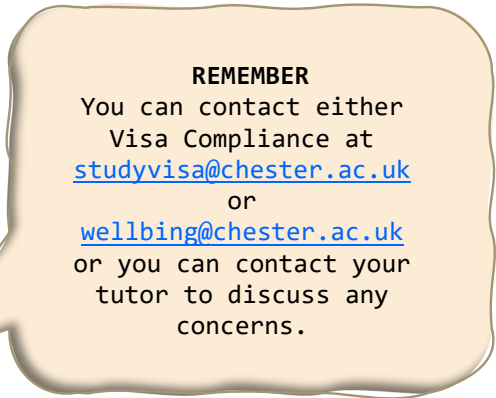 REMEMBER
You can contact either
Visa Compliance at
studyvisa@chester.ac.uk
or
wellbing@chester.ac.uk
or you can contact your
tutor to discuss any
concerns.